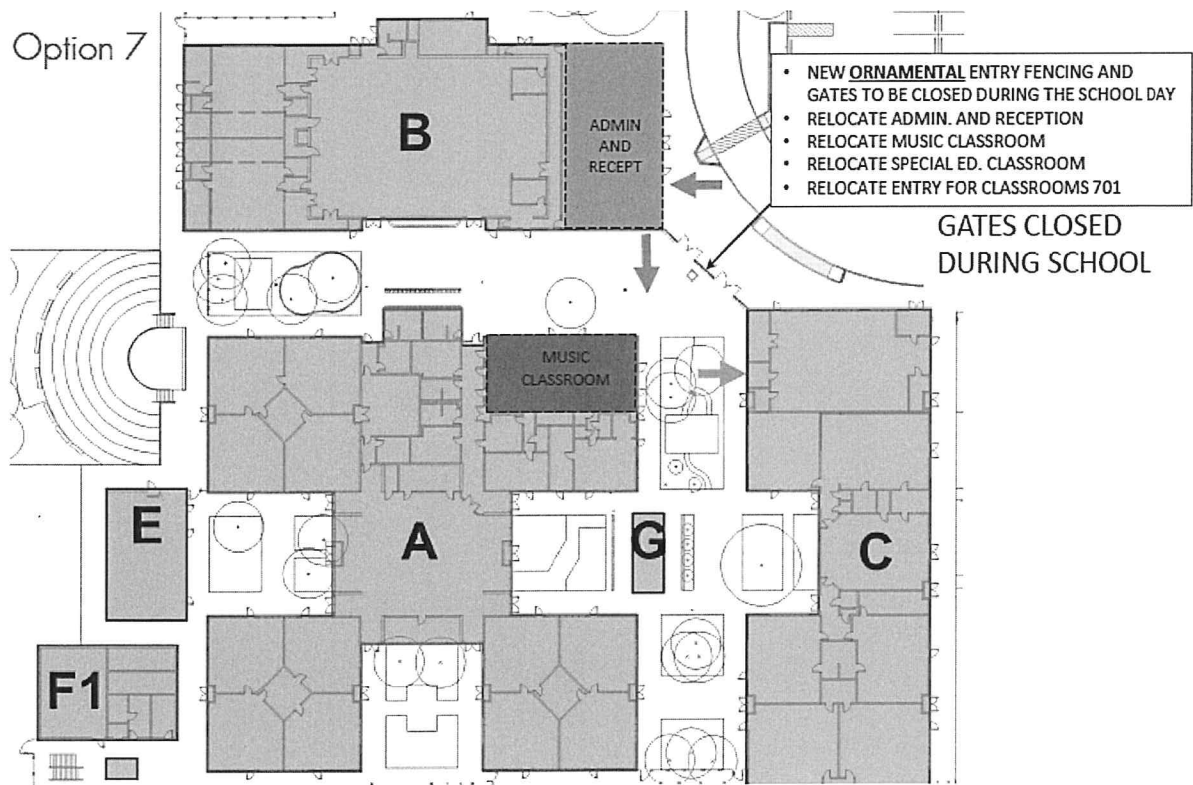 Option 7
• NEW ORNAMENTAL ENTRY FENCING AND
GATES TO BE CLOSED DURING THE SCHOOL DAY
• RELOCATE ADMIN. AND RECEPTION
• RELOCATE MUSIC CLASSROOM
• RELOCATE SPECIAL ED. CLASSROOM
• RELOCATE ENTRY FOR CLASSROOMS 701
B
ADMIN
AND
RECEPT
GATES CLOSED
DURING SCHOOL
MUSIC
CLASSROOM
E
A
G
C
F1